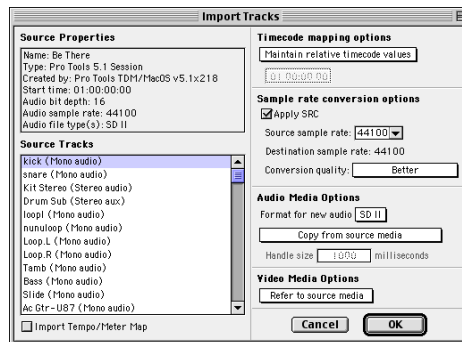 Import Tracks
Source Properties
Name: Be There
Type: Pro Tools 5.1 Session
Created by: Pro Tools TDM/MacOS v5.1x218
Start time: 01:00:00:00
Audio bit depth: 16
Audio sample rate: 44100
Audio file type(s): SD II
Source Tracks
kick (Mono audio)
snare (Mono audio)
Kit Stereo (Stereo audio)
Drum Sub (Stereo aux)
loopl (Mono audio)
nunuloop (Mono audio)
Loop.L (Mono audio)
Loop.R (Mono audio)
Tamb (Mono audio)
Bass (Mono audio)
Slide (Mono audio)
Ac Gtr-U87 (Mono audio)
Import Tempo/Meter Map
Timecode mapping options
Maintain relative timecode values
01:00:00:00
Sample rate conversion options
Apply SRC
Source sample rate: 44100
Destination sample rate: 44100
Conversion quality: Better
Audio Media Options
Format for new audio SD II
Copy from source media
Handle size 1000 milliseconds
Video Media Options
Refer to source media
Cancel OK